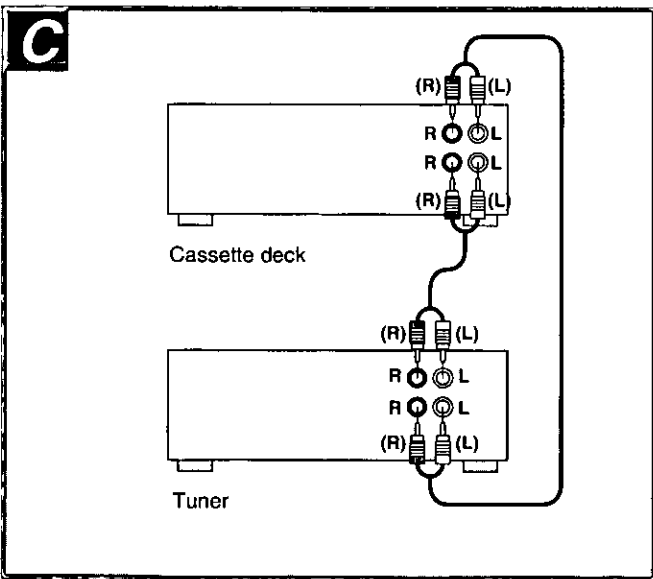 C
(R) (L)
R L
R L
(R) (L)
Cassette deck
(R) (L)
R L
R L
(R) (L)
Tuner